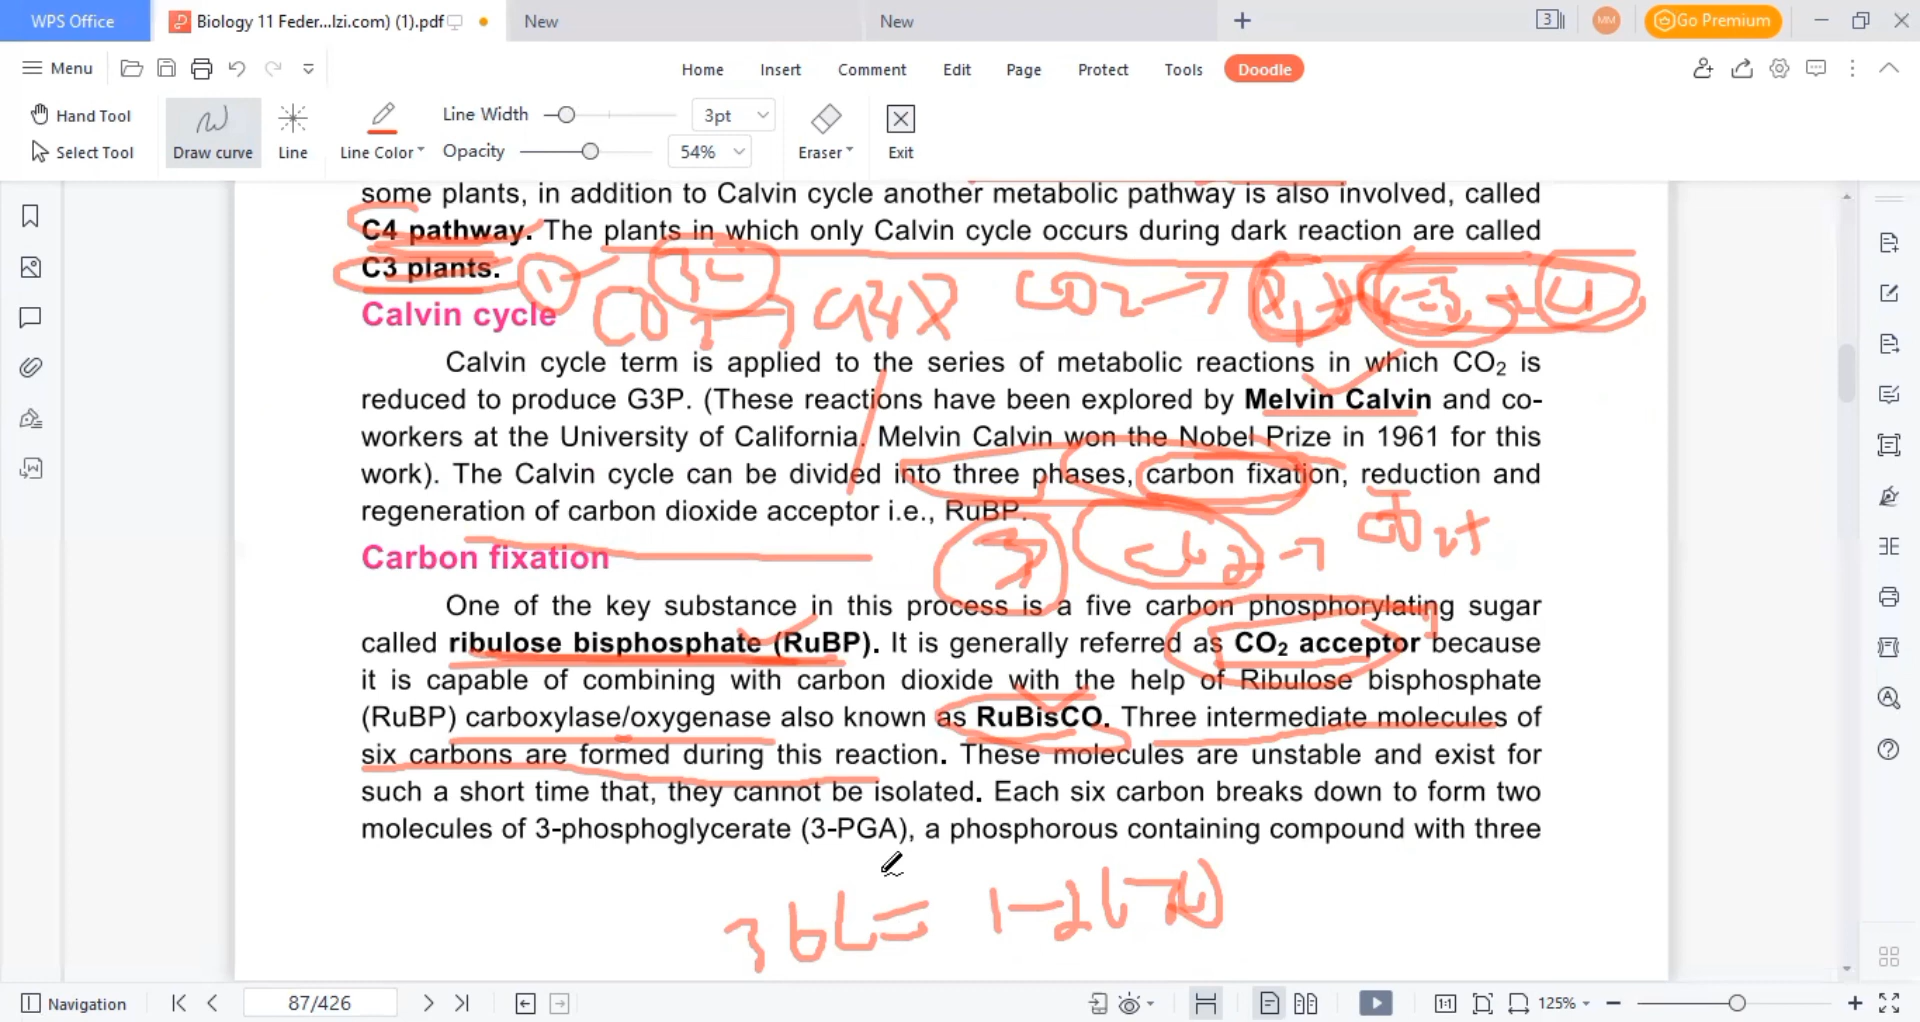 WPS Office
Biology 11 Feder...lzi.com) (1).pdf
New
New
3
MM
Go Premium
Menu
Home
Insert
Comment
Edit
Page
Protect
Tools
Doodle
Hand Tool
Select Tool
Draw curve
Line
Line Color
Line Width
3pt
Opacity
54%
Eraser
Exit
some plants, in addition to Calvin cycle another metabolic pathway is also involved, called
C4 pathway. The plants in which only Calvin cycle occurs during dark reaction are called
C3 plants.
Calvin cycle
Calvin cycle term is applied to the series of metabolic reactions in which CO₂ is
reduced to produce G3P. (These reactions have been explored by Melvin Calvin and co-
workers at the University of California. Melvin Calvin won the Nobel Prize in 1961 for this
work). The Calvin cycle can be divided into three phases, carbon fixation, reduction and
regeneration of carbon dioxide acceptor i.e., RuBP.
Carbon fixation
One of the key substance in this process is a five carbon phosphorylating sugar
called ribulose bisphosphate (RuBP). It is generally referred as CO₂ acceptor because
it is capable of combining with carbon dioxide with the help of Ribulose bisphosphate
(RuBP) carboxylase/oxygenase also known as RuBisCO. Three intermediate molecules of
six carbons are formed during this reaction. These molecules are unstable and exist for
such a short time that, they cannot be isolated. Each six carbon breaks down to form two
molecules of 3-phosphoglycerate (3-PGA), a phosphorous containing compound with three
Navigation
87/426
1:1
125%